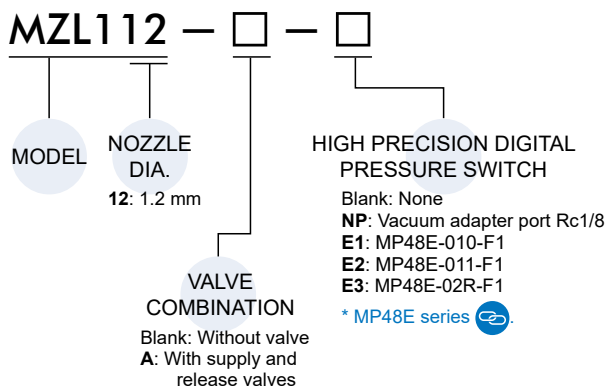 MZL112 – □ – □
MODEL
NOZZLE
DIA.
12: 1.2 mm
VALVE
COMBINATION
Blank: Without valve
A: With supply and
release valves
HIGH PRECISION DIGITAL
PRESSURE SWITCH
Blank: None
NP: Vacuum adapter port Rc1/8
E1: MP48E-010-F1
E2: MP48E-011-F1
E3: MP48E-02R-F1
* MP48E series .